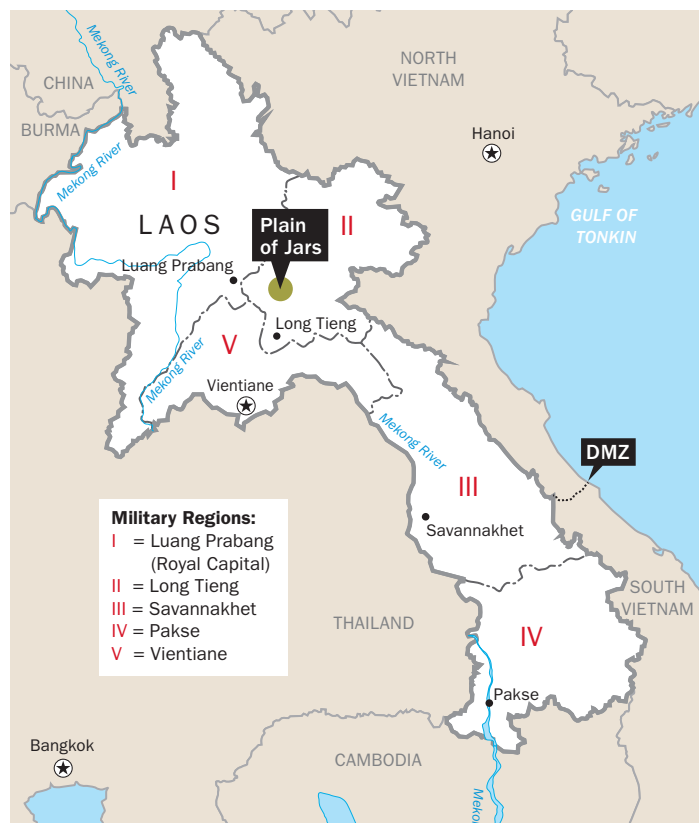 Mekong River
CHINA
NORTH
VIETNAM
BURMA
Hanoi
Mekong River
I
LAOS
Plain
of Jars
II
GULF OF
TONKIN
Luang Prabang
Long Tieng
V
Mekong River
Vientiane
Mekong River
DMZ
III
Savannakhet
Military Regions:
I = Luang Prabang
(Royal Capital)
II = Long Tieng
III = Savannakhet
IV = Pakse
V = Vientiane
SOUTH
VIETNAM
THAILAND
IV
Pakse
Bangkok
CAMBODIA